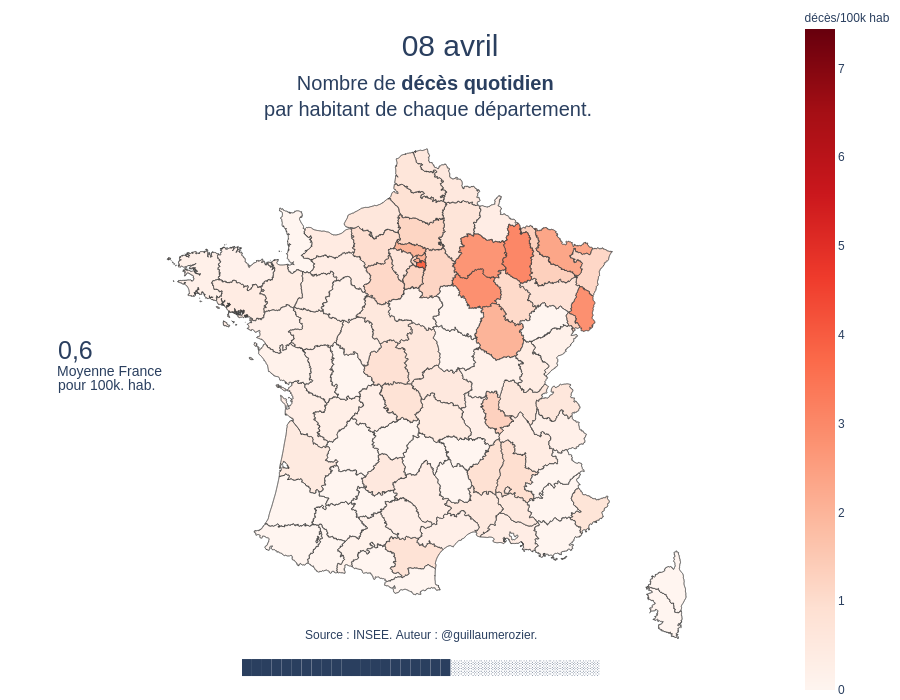 décès/100k hab
08 avril
Nombre de décès quotidien
par habitant de chaque département.
7
6
5
4
3
2
1
0
0,6
Moyenne France
pour 100k. hab.
Source : INSEE. Auteur : @guillaumerozier.